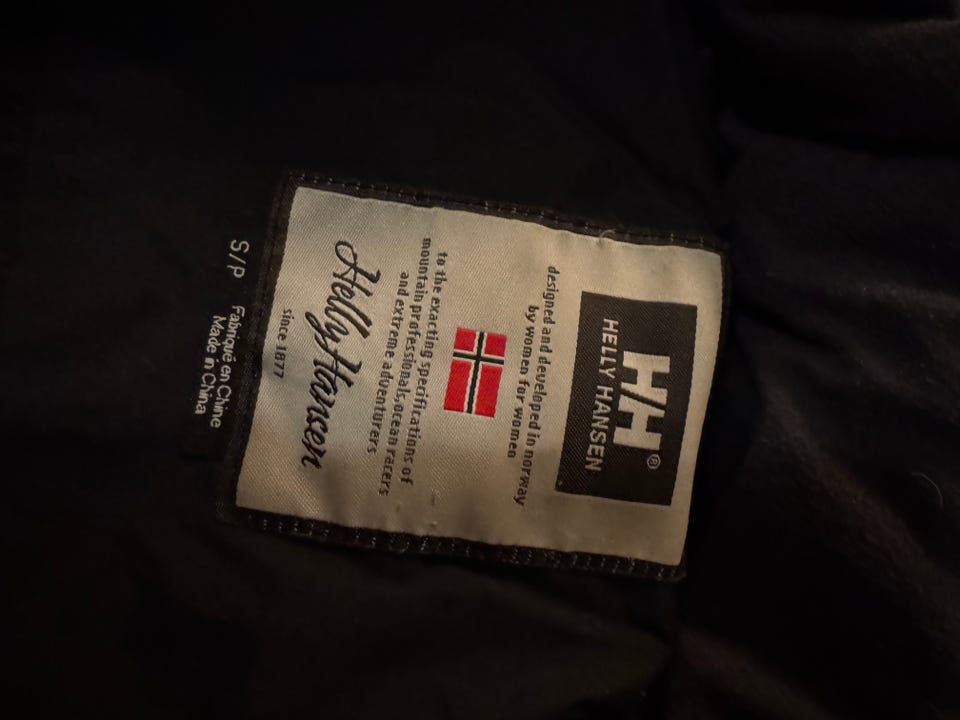 H/H®
HELLY HANSEN
designed and developed in norway
by women for women
to the exacting specifications of
mountain professionals, ocean racers
and extreme adventurers
Helly Hansen
since 1877
S/P
Fabriqué en Chine
Made in China